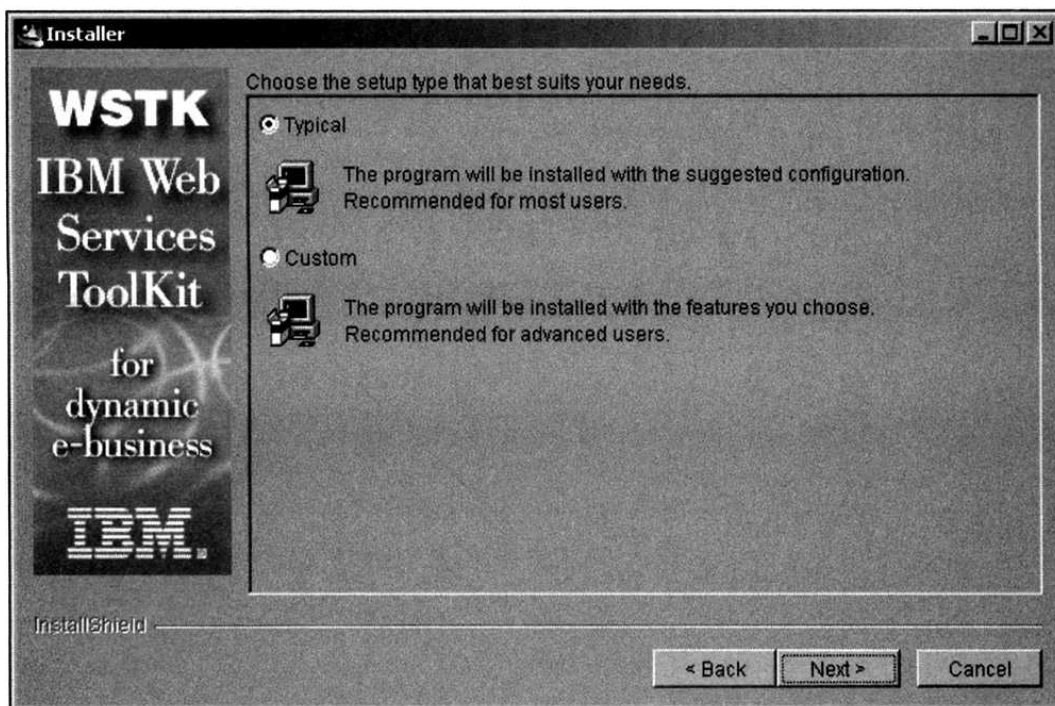 Installer
WSTK
IBM Web
Services
ToolKit
for
dynamic
e-business
IBM.
Choose the setup type that best suits your needs.
Typical
The program will be installed with the suggested configuration.
Recommended for most users.
Custom
The program will be installed with the features you choose.
Recommended for advanced users.
InstallShield
< Back
Next >
Cancel